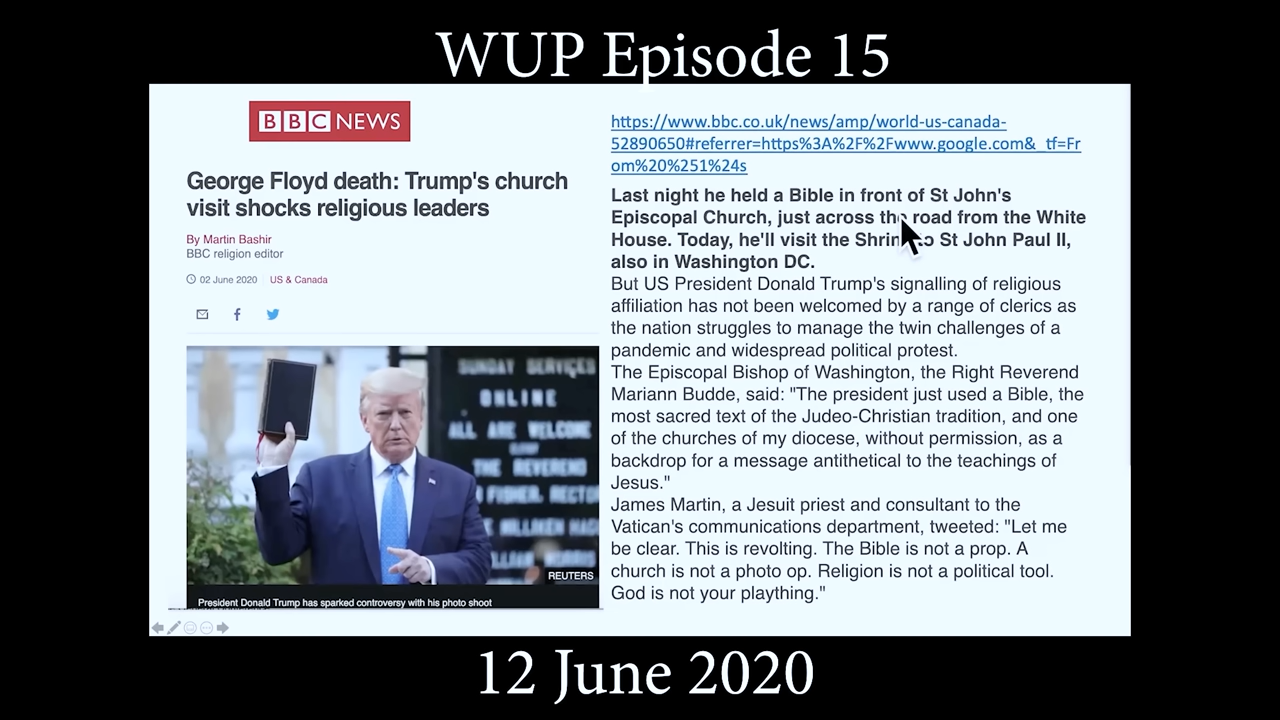 WUP Episode 15
BBC NEWS
George Floyd death: Trump's church
visit shocks religious leaders
By Martin Bashir
BBC religion editor
02 June 2020
US & Canada
SUNDAY SERVICES
ONLINE
ALL ARE WELCOME
THE REVEREND
FISHER, RECTOR
REUTERS
President Donald Trump has sparked controversy with his photo shoot
https://www.bbc.co.uk/news/amp/world-us-canada-
52890650#referrer=https%3A%2F%2Fwww.google.com&_tf=Fr
om%20%251%24s
Last night he held a Bible in front of St John's
Episcopal Church, just across the road from the White
House. Today, he'll visit the Shrine to St John Paul II,
also in Washington DC.
But US President Donald Trump's signalling of religious
affiliation has not been welcomed by a range of clerics as
the nation struggles to manage the twin challenges of a
pandemic and widespread political protest.
The Episcopal Bishop of Washington, the Right Reverend
Mariann Budde, said: "The president just used a Bible, the
most sacred text of the Judeo-Christian tradition, and one
of the churches of my diocese, without permission, as a
backdrop for a message antithetical to the teachings of
Jesus."
James Martin, a Jesuit priest and consultant to the
Vatican's communications department, tweeted: "Let me
be clear. This is revolting. The Bible is not a prop. A
church is not a photo op. Religion is not a political tool.
God is not your plaything."
12 June 2020